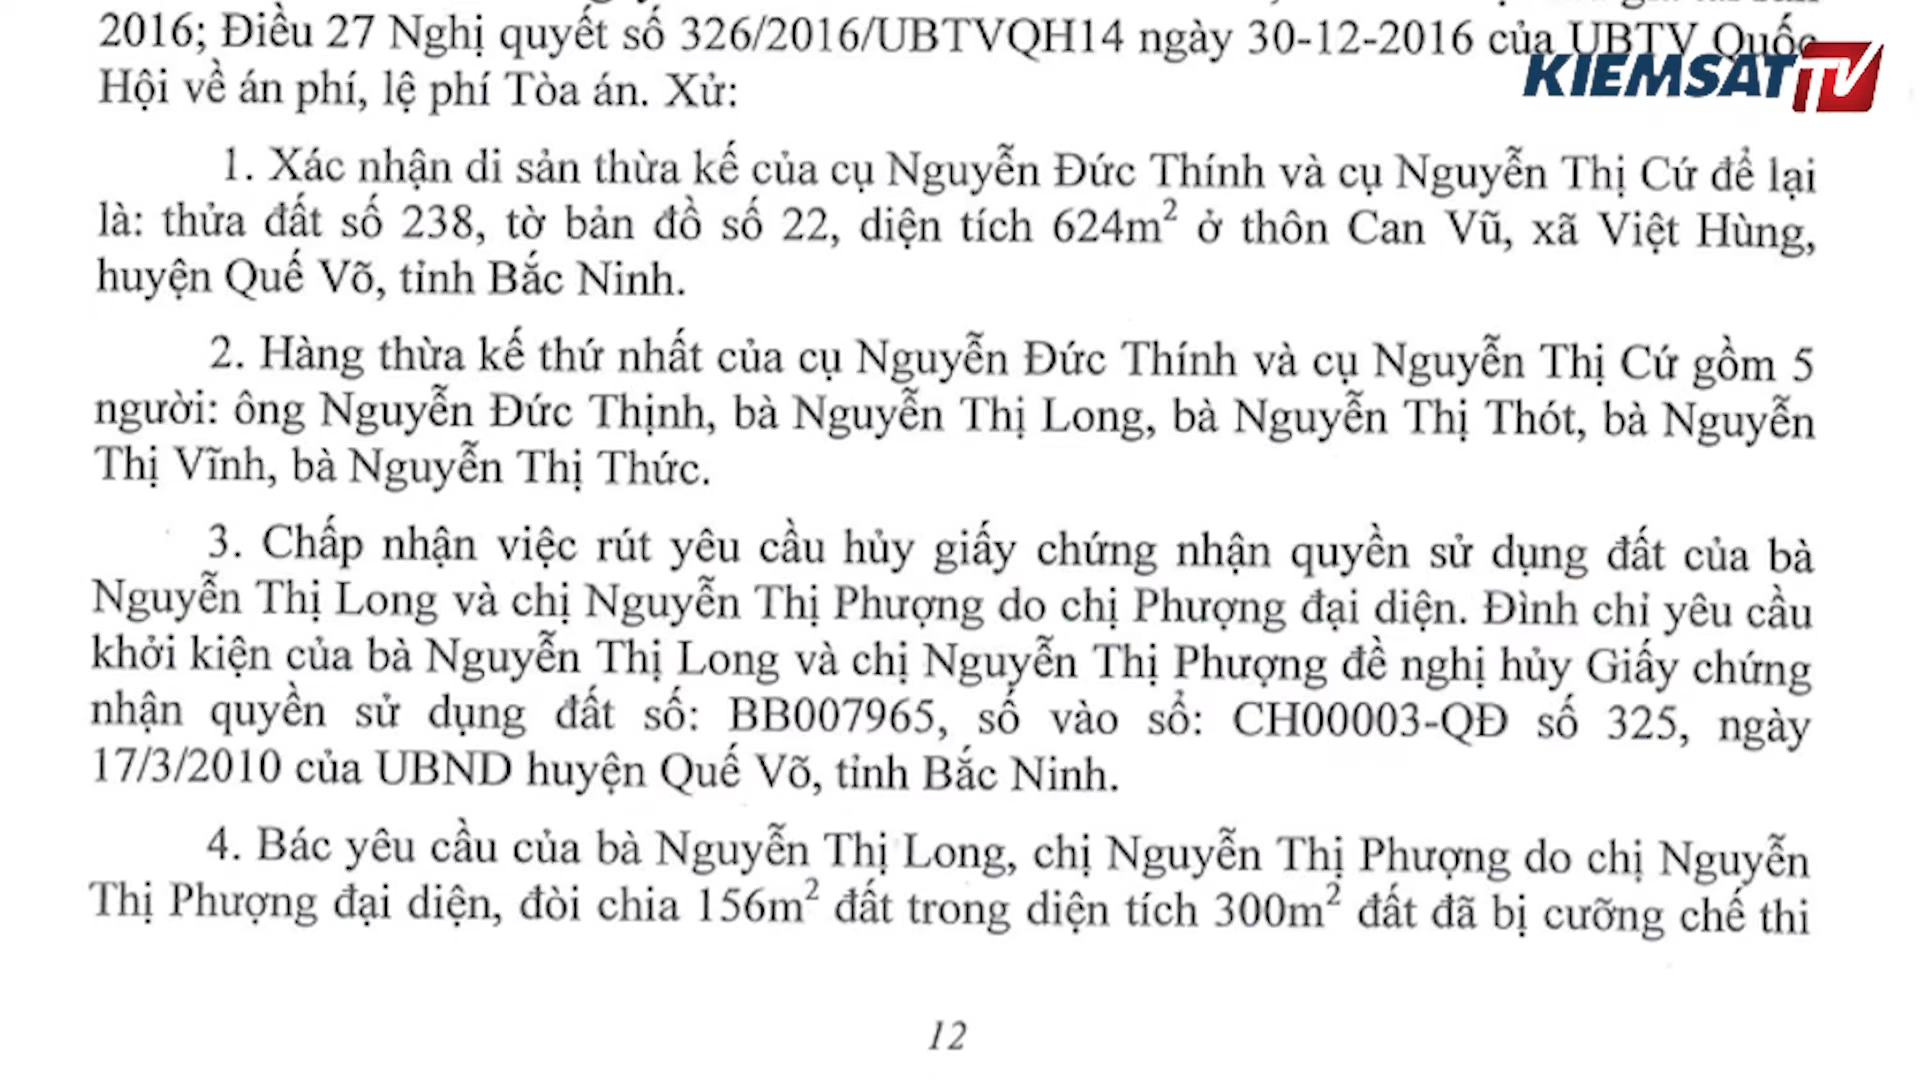 2016; Điều 27 Nghị quyết số 326/2016/UBTVQH14 ngày 30-12-2016 của UBTV Quốc
KIEMSAT TV
Hội về án phí, lệ phí Tòa án. Xử:
1. Xác nhận di sản thừa kế của cụ Nguyễn Đức Thính và cụ Nguyễn Thị Cứ để lại
là: thửa đất số 238, tờ bản đồ số 22, diện tích 624m² ở thôn Can Vũ, xã Việt Hùng,
huyện Quế Võ, tỉnh Bắc Ninh.
2. Hàng thừa kế thứ nhất của cụ Nguyễn Đức Thính và cụ Nguyễn Thị Cứ gồm 5
người: ông Nguyễn Đức Thịnh, bà Nguyễn Thị Long, bà Nguyễn Thị Thót, bà Nguyễn
Thị Vĩnh, bà Nguyễn Thị Thức.
3. Chấp nhận việc rút yêu cầu hủy giấy chứng nhận quyền sử dụng đất của bà
Nguyễn Thị Long và chị Nguyễn Thị Phượng do chị Phượng đại diện. Đình chỉ yêu cầu
khởi kiện của bà Nguyễn Thị Long và chị Nguyễn Thị Phượng đề nghị hủy Giấy chứng
nhận quyền sử dụng đất số: BB007965, số vào sổ: CH00003-QĐ số 325, ngày
17/3/2010 của UBND huyện Quế Võ, tỉnh Bắc Ninh.
4. Bác yêu cầu của bà Nguyễn Thị Long, chị Nguyễn Thị Phượng do chị Nguyễn
Thị Phượng đại diện, đòi chia 156m² đất trong diện tích 300m² đất đã bị cưỡng chế thi
12